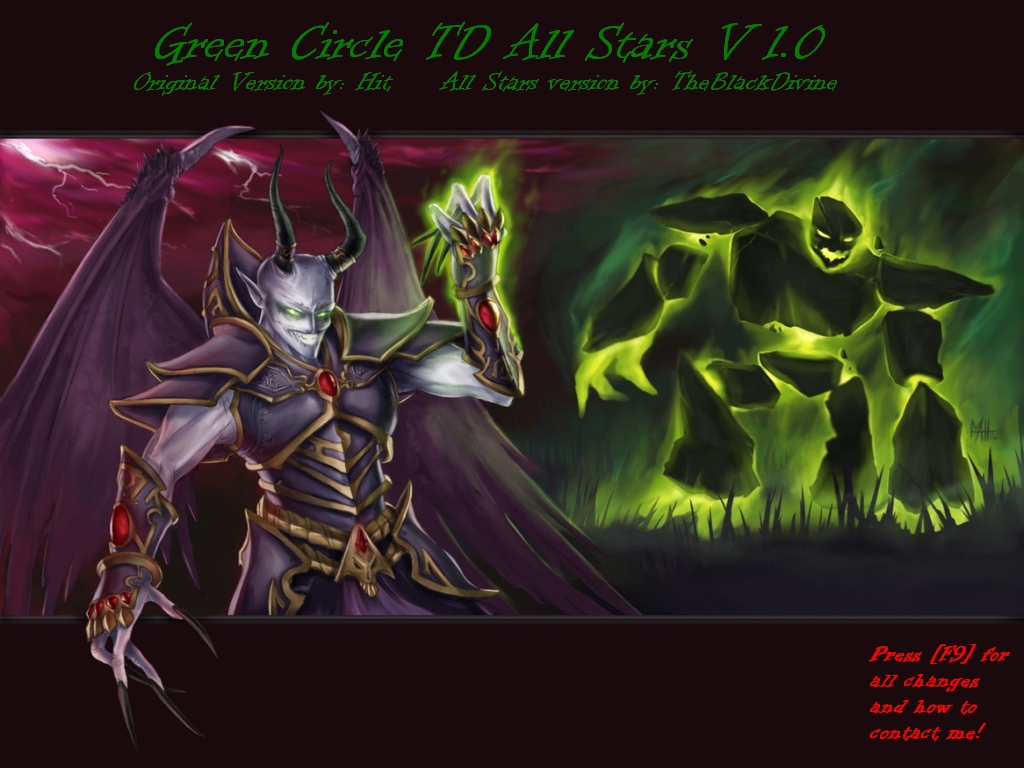 Green Circle TD All Stars V 1.0
Original Version by: Hit     All Stars version by: TheBlackDivine
Press [F9] for
all changes
and how to
contact me!